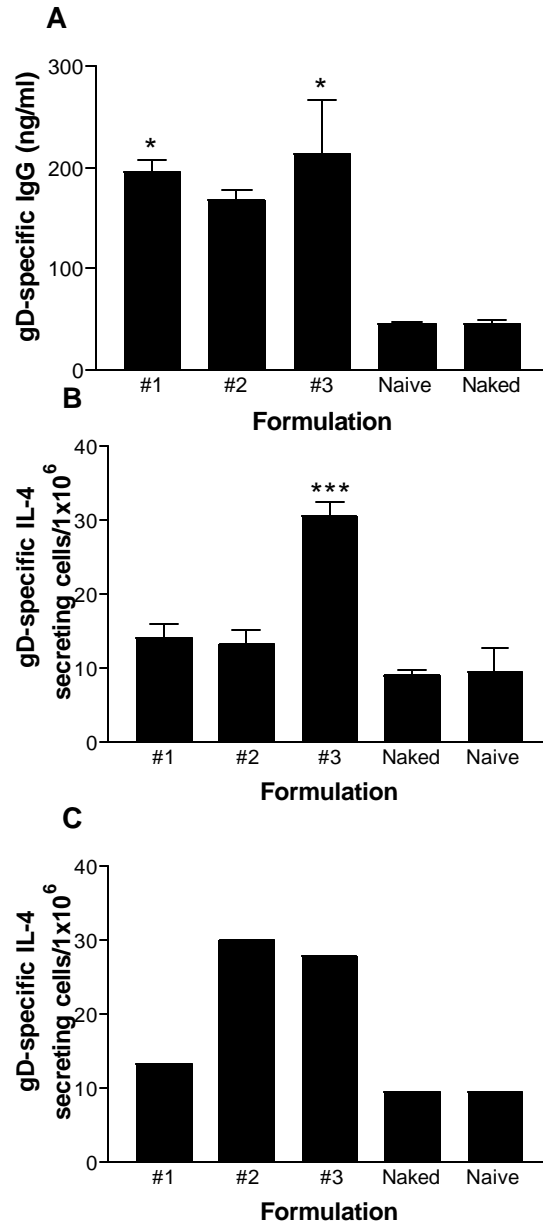 A
gD-specific IgG (ng/ml)
300
200
100
0
*
*
#1 #2 #3 Naive Naked
Formulation
B
gD-specific IL-4
secreting cells/1x10⁶
40
30
20
10
0
***
#1 #2 #3 Naked Naive
Formulation
C
gD-specific IL-4
secreting cells/1x10⁶
40
30
20
10
0
#1 #2 #3 Naked Naive
Formulation